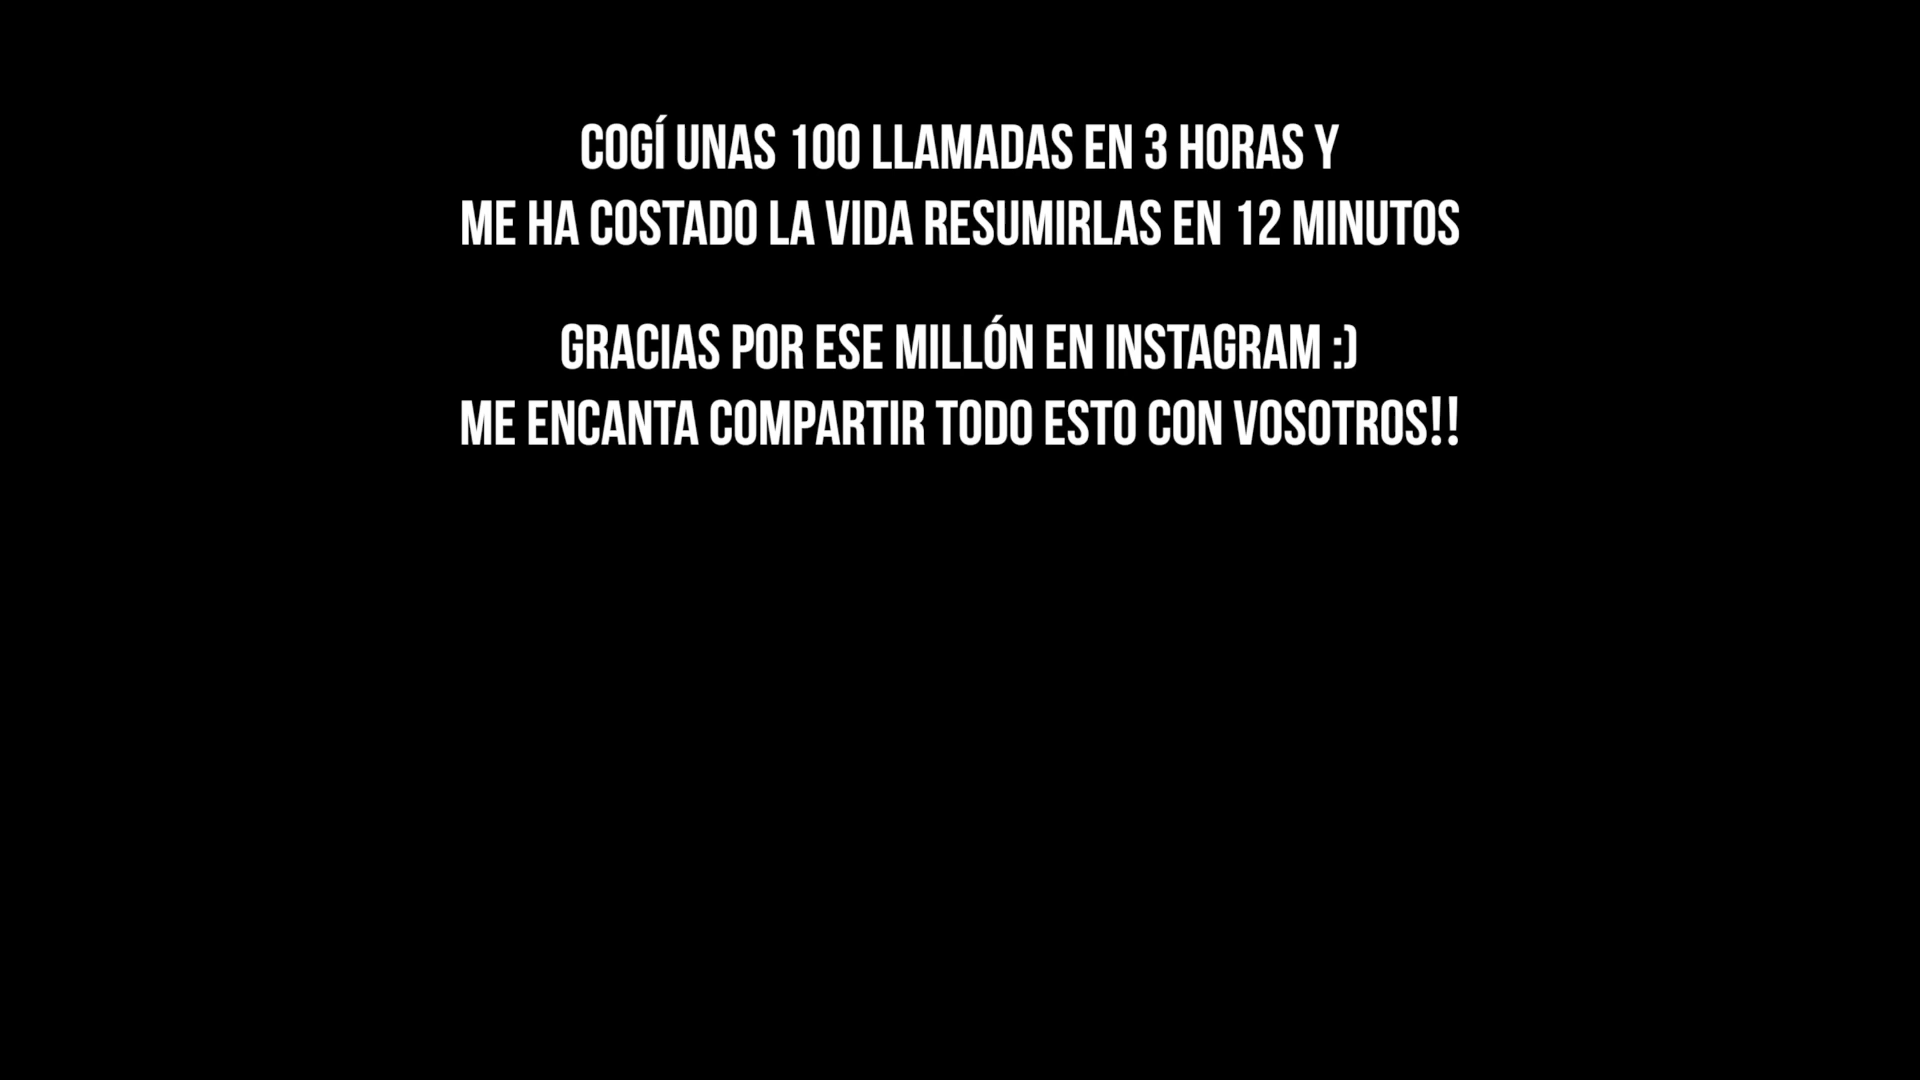 COGÍ UNAS 100 LLAMADAS EN 3 HORAS Y
ME HA COSTADO LA VIDA RESUMIRLAS EN 12 MINUTOS
GRACIAS POR ESE MILLÓN EN INSTAGRAM :)
ME ENCANTA COMPARTIR TODO ESTO CON VOSOTROS!!